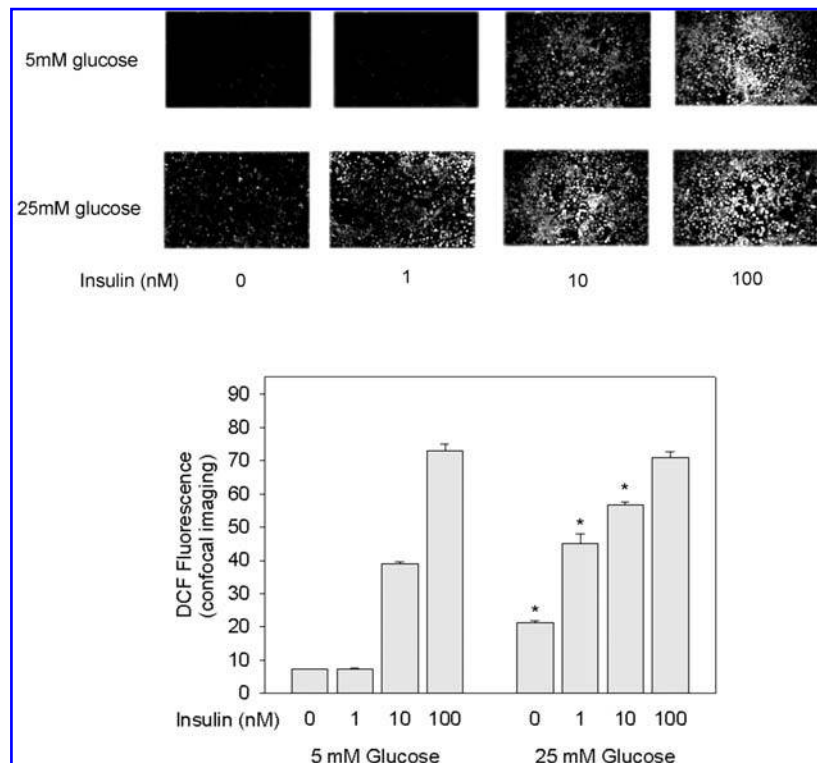 5mM glucose
25mM glucose
Insulin (nM) 0 1 10 100
90
80
70
60
50
40
30
20
10
0
DCF Fluorescence
(confocal imaging)
* * *
Insulin (nM) 0 1 10 100 0 1 10 100
5 mM Glucose 25 mM Glucose